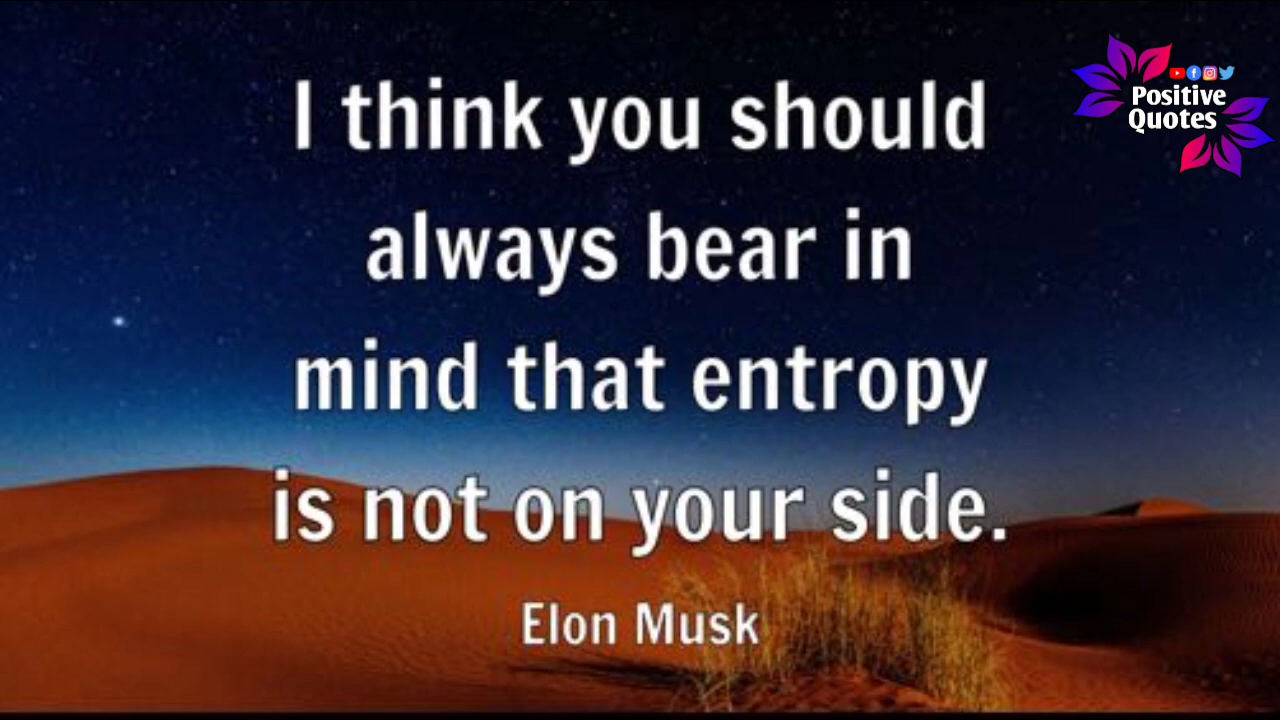 I think you should
always bear in
mind that entropy
is not on your side.
Elon Musk
Positive
Quotes